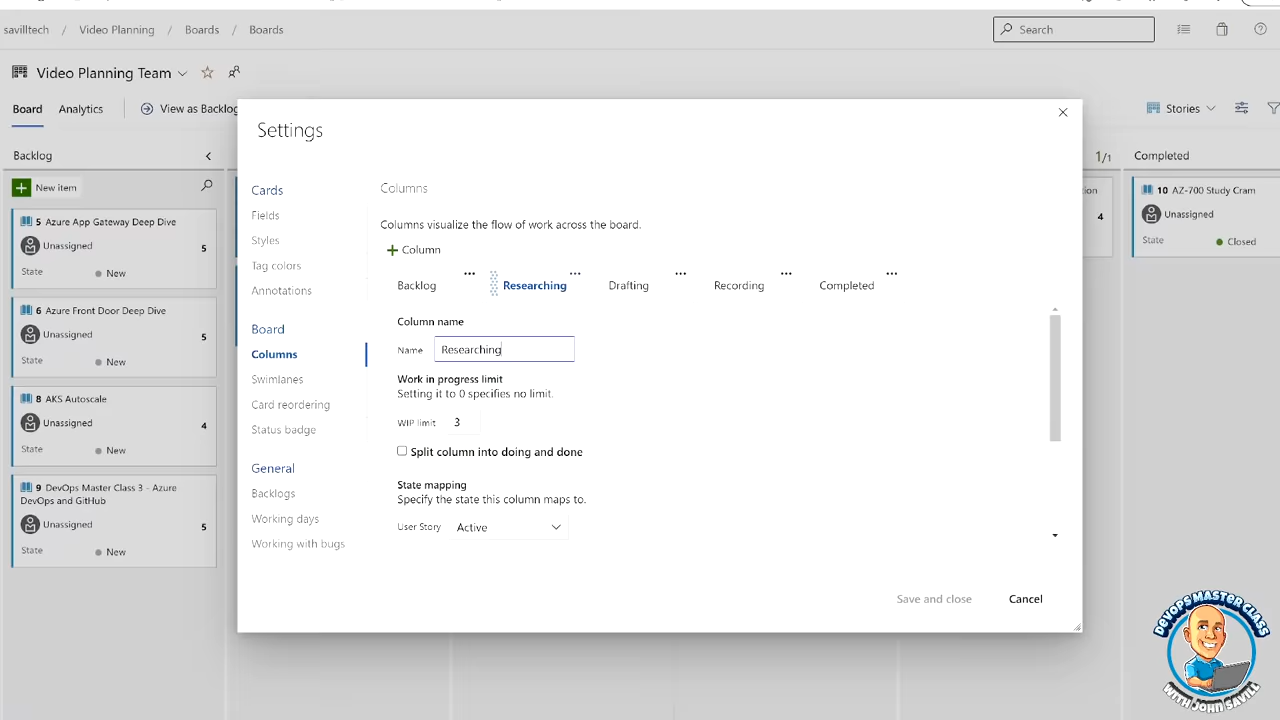 savilltech / Video Planning / Boards / Boards
Search
Video Planning Team
Board Analytics View as Backlog
Stories
Backlog
1/1
Completed
New item
5 Azure App Gateway Deep Dive
Unassigned
5
State New
6 Azure Front Door Deep Dive
Unassigned
5
State New
8 AKS Autoscale
Unassigned
4
State New
9 DevOps Master Class 3 - Azure
DevOps and GitHub
Unassigned
5
State New
Settings
Cards
Fields
Styles
Tag colors
Annotations
Board
Columns
Swimlanes
Card reordering
Status badge
General
Backlogs
Working days
Working with bugs
Columns
Columns visualize the flow of work across the board.
+ Column
Backlog Researching Drafting Recording Completed
Column name
Name Researching
Work in progress limit
Setting it to 0 specifies no limit.
WIP limit 3
Split column into doing and done
State mapping
Specify the state this column maps to.
User Story Active
Save and close Cancel
4
10 AZ-700 Study Cram
Unassigned
State Closed
DEVOPS MASTER CLASS
WITH JOHN SAVILL